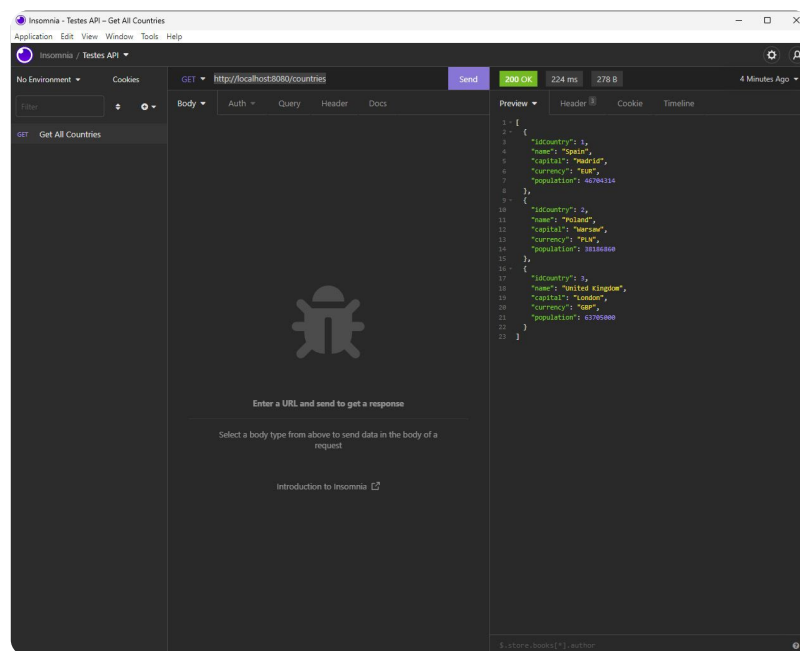 Insomnia - Testes API – Get All Countries
Application Edit View Window Tools Help
Insomnia / Testes API
No Environment Cookies
Filter
GET Get All Countries
GET http://localhost:8080/countries Send
Body Auth Query Header Docs
Enter a URL and send to get a response
Select a body type from above to send data in the body of a
request
Introduction to Insomnia
200 OK 224 ms 278 B 4 Minutes Ago
Preview Header 3 Cookie Timeline
1 [
2 {
3 "idCountry": 1,
4 "name": "Spain",
5 "capital": "Madrid",
6 "currency": "EUR",
7 "population": 46704314
8 },
9 {
10 "idCountry": 2,
11 "name": "Poland",
12 "capital": "Warsaw",
13 "currency": "PLN",
14 "population": 38186860
15 },
16 {
17 "idCountry": 3,
18 "name": "United Kingdom",
19 "capital": "London",
20 "currency": "GBP",
21 "population": 63705000
22 }
23 ]
$.store.books[*].author